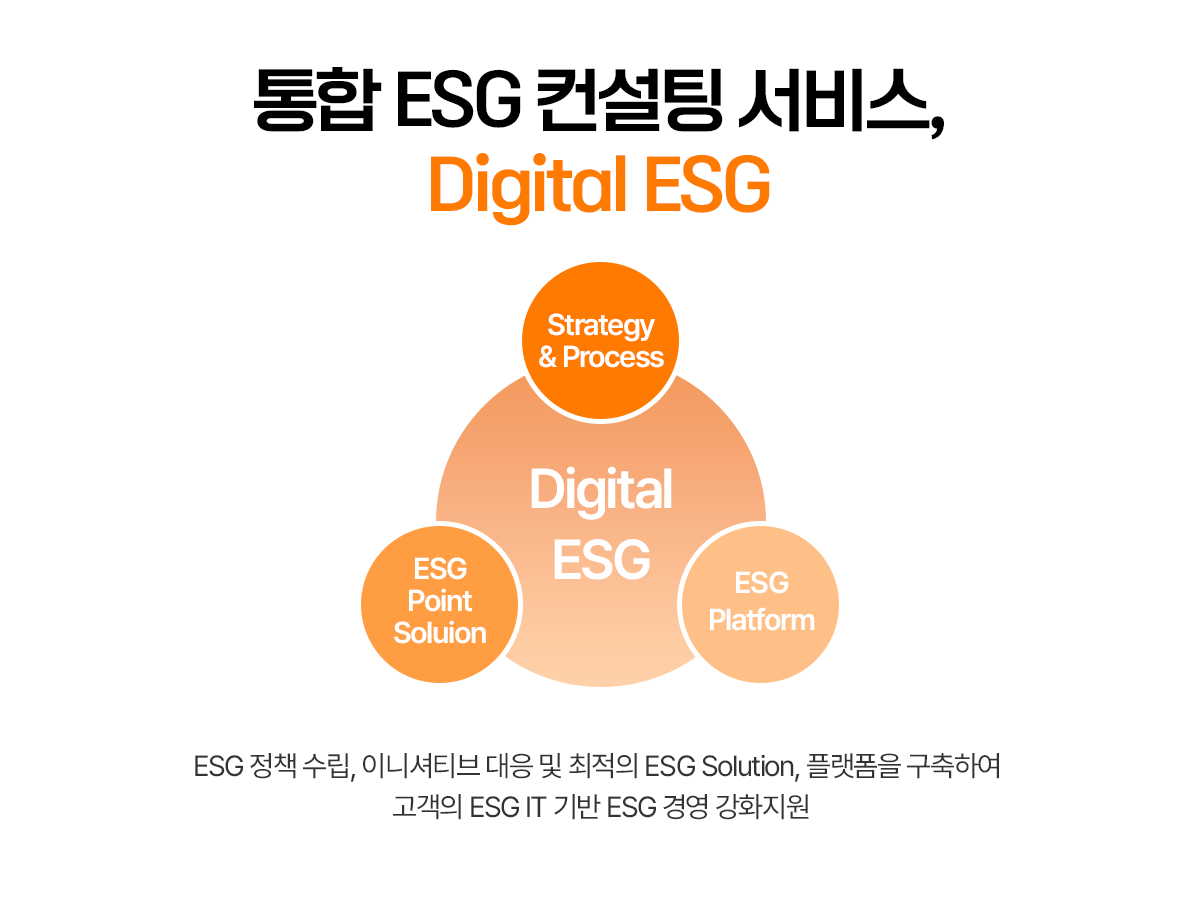 통합 ESG 컨설팅 서비스,
Digital ESG
Strategy
& Process
Digital
ESG
ESG
Point
Soluion
ESG
Platform
ESG 정책 수립, 이니셔티브 대응 및 최적의 ESG Solution, 플랫폼을 구축하여
고객의 ESG IT 기반 ESG 경영 강화지원